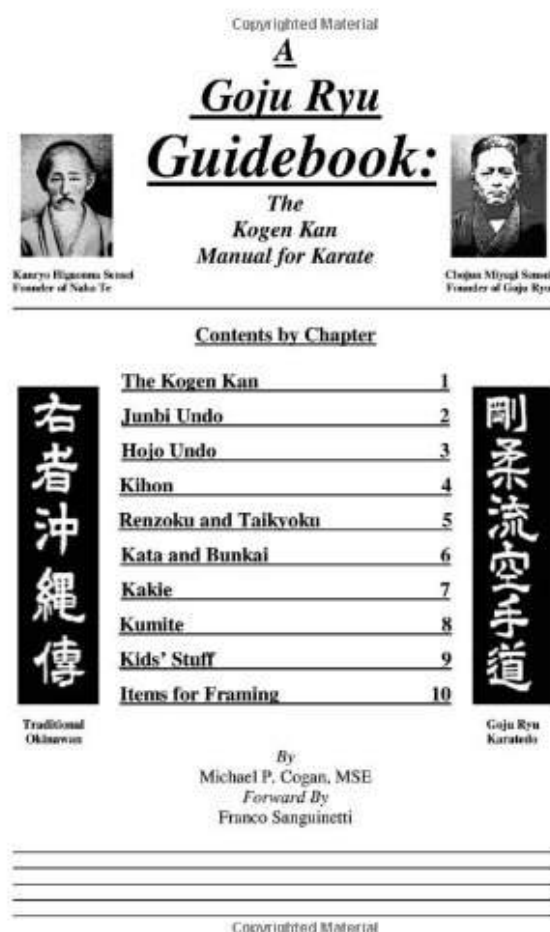 Copyrighted Material
A
Goju Ryu
Guidebook:
The
Kogen Kan
Manual for Karate
Kanryo Higaonna Sensei
Founder of Naha Te
Chojun Miyagi Sensei
Founder of Goju Ryu
Contents by Chapter
The Kogen Kan 1
Junbi Undo 2
Hojo Undo 3
Kihon 4
Renzoku and Taikyoku 5
Kata and Bunkai 6
Kakie 7
Kumite 8
Kids' Stuff 9
Items for Framing 10
右者沖縄傳
Traditional
Okinawan
剛柔流空手道
Goju Ryu
Karatedo
By
Michael P. Cogan, MSE
Forward By
Franco Sanguinetti
Copyrighted Material